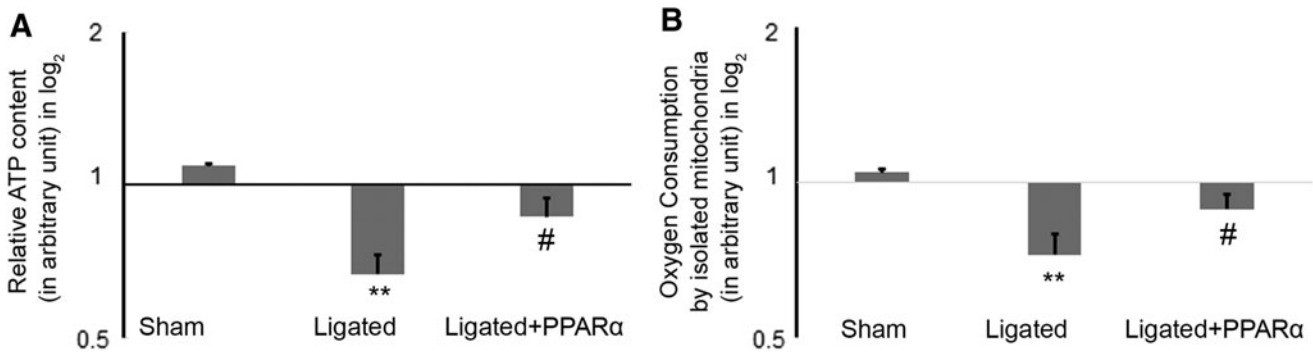 A
Relative ATP content
(in arbitrary unit) in log2
2
1
0.5
**
#
Sham
Ligated
Ligated+PPARα
B
Oxygen Consumption
by isolated mitochondria
(in arbitrary unit) in log2
2
1
0.5
**
#
Sham
Ligated
Ligated+PPARα